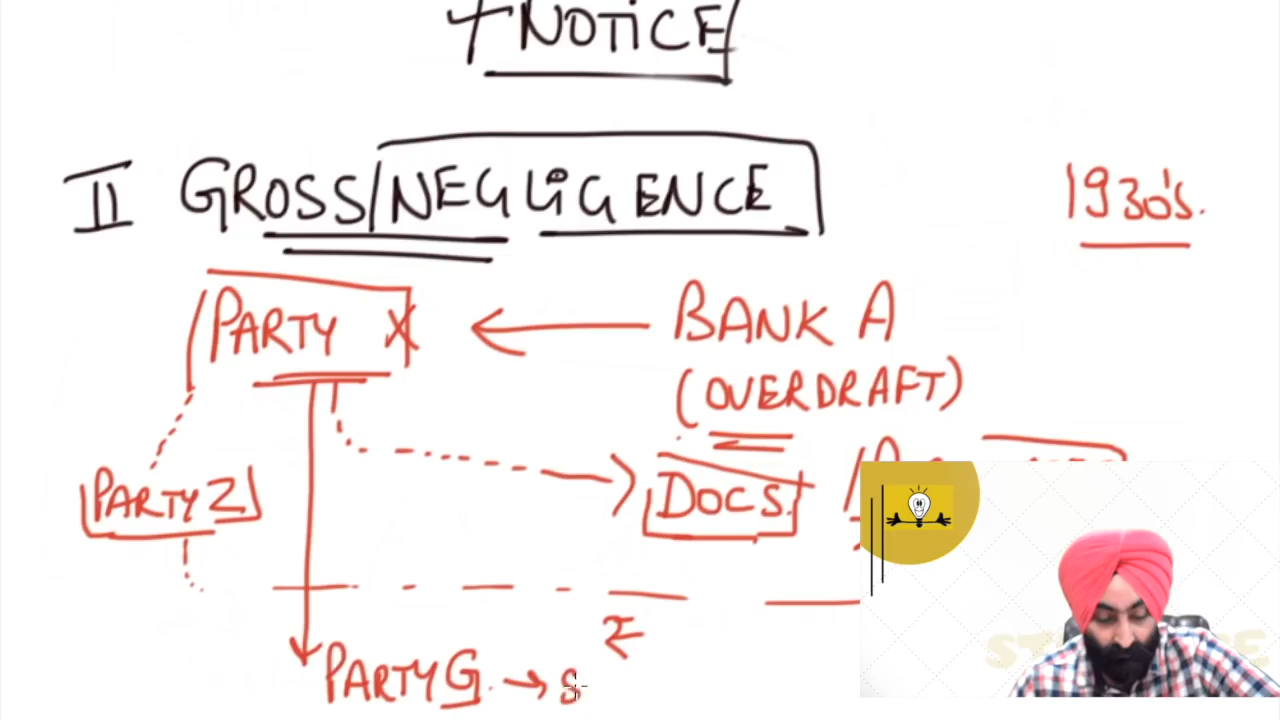 + NOTICE
II GROSS NEGLIGENCE
1930's.
PARTY X ← BANK A
(OVERDRAFT)
PARTY Z
DOCS.
₹
PARTY G. → S